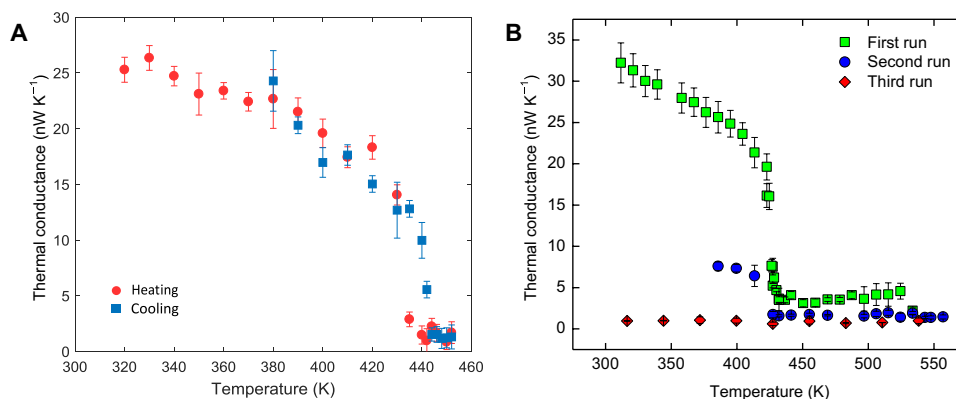 A
Thermal conductance (nW K⁻¹)
30
25
20
15
10
5
0
300 320 340 360 380 400 420 440 460
Temperature (K)
Heating
Cooling
B
Thermal conductance (nW K⁻¹)
35
30
25
20
15
10
5
0
300 350 400 450 500 550
Temperature (K)
First run
Second run
Third run